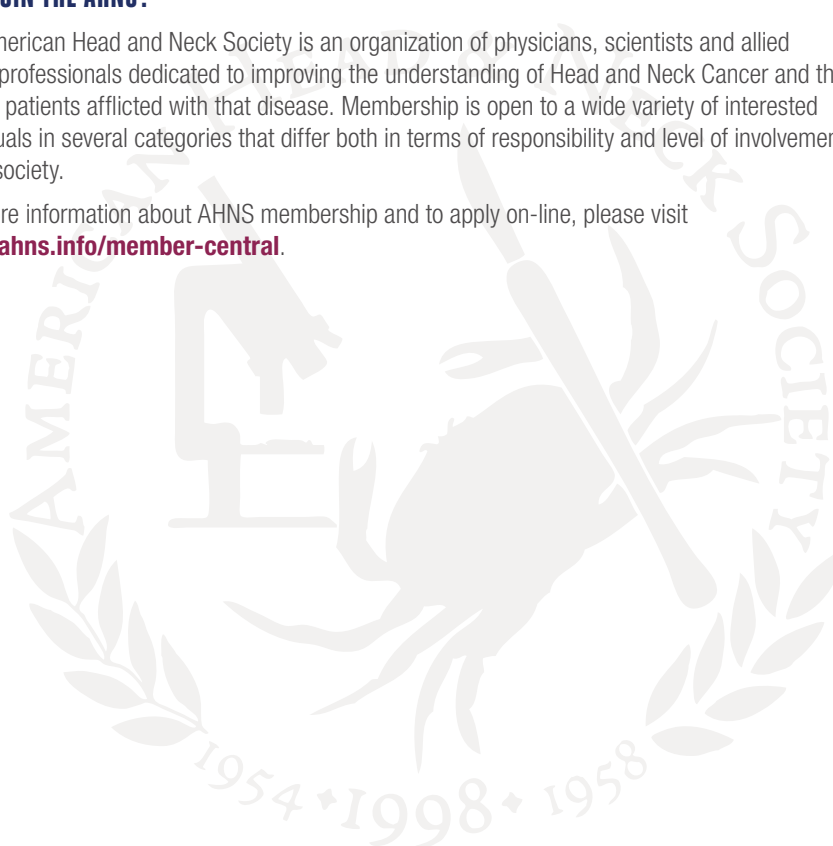 OIN THE AHNS?
merican Head and Neck Society is an organization of physicians, scientists and allied
professionals dedicated to improving the understanding of Head and Neck Cancer and th
patients afflicted with that disease. Membership is open to a wide variety of interested
uals in several categories that differ both in terms of responsibility and level of involvemen
society.
re information about AHNS membership and to apply on-line, please visit
ahns.info/member-central.
AMERICAN HEAD & NECK SOCIETY
1954 ✦ 1998 ✦ 1958